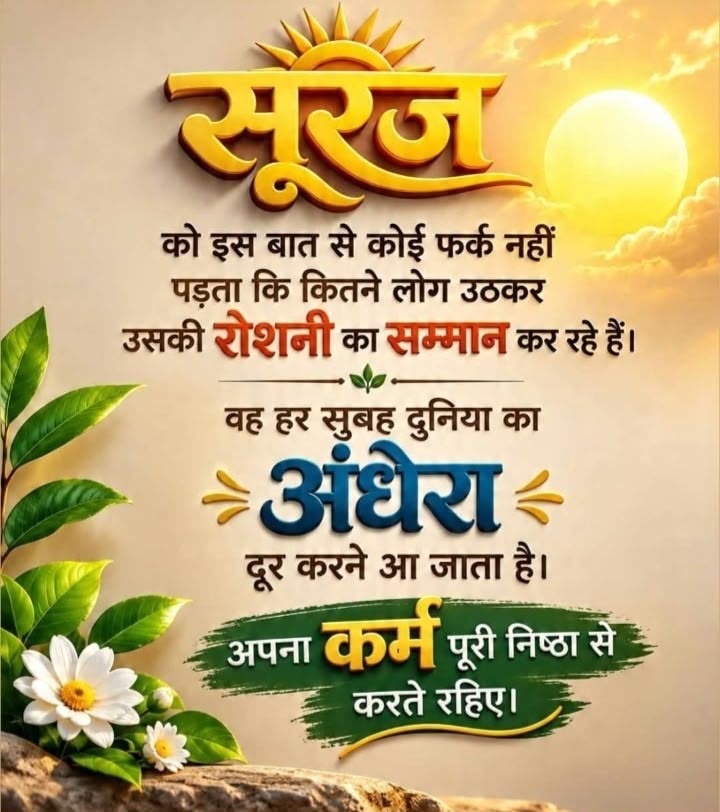 सूरज
को इस बात से कोई फर्क नहीं
पड़ता कि कितने लोग उठकर
उसकी रोशनी का सम्मान कर रहे हैं।
वह हर सुबह दुनिया का
अंधेरा
दूर करने आ जाता है।
अपना कर्म पूरी निष्ठा से
करते रहिए।